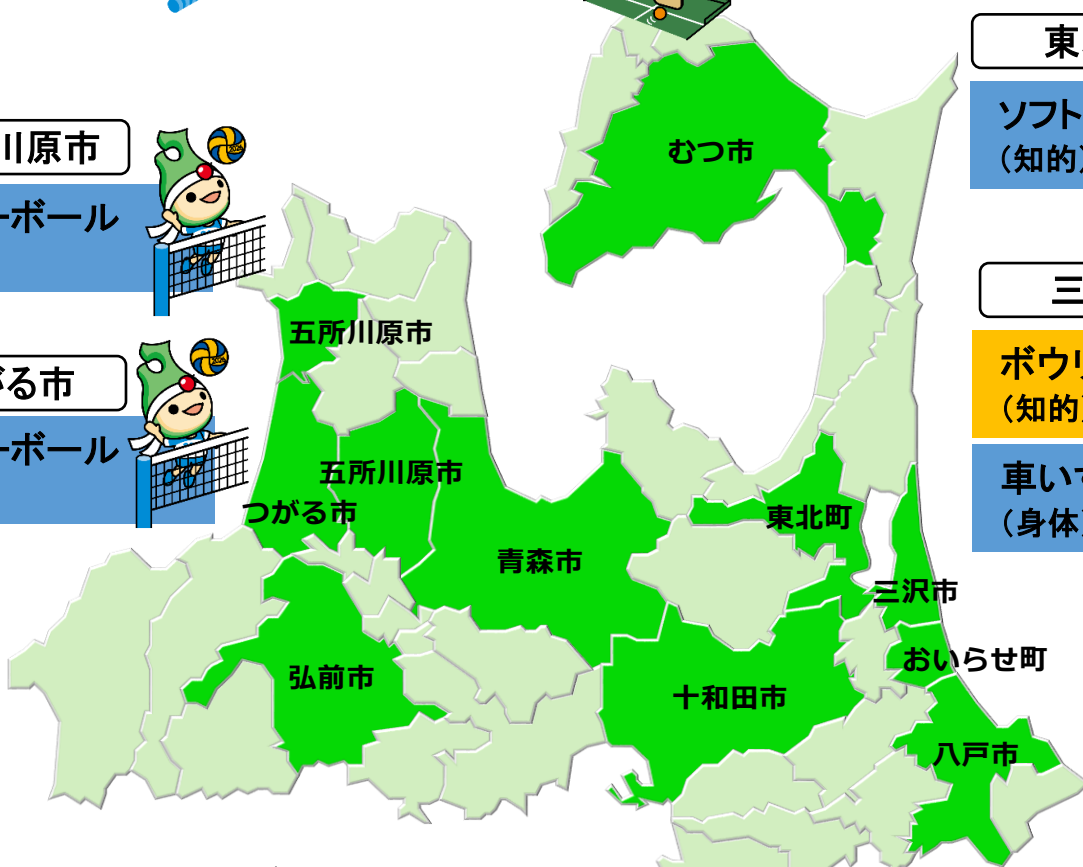 東
ソフト
（知的）
川原市
ーボール
むつ市
三
ボウリ
（知的）
車いす
（身体）
がる市
ーボール
五所川原市
五所川原市
つがる市
東北町
青森市
三沢市
おいらせ町
弘前市
十和田市
八戸市